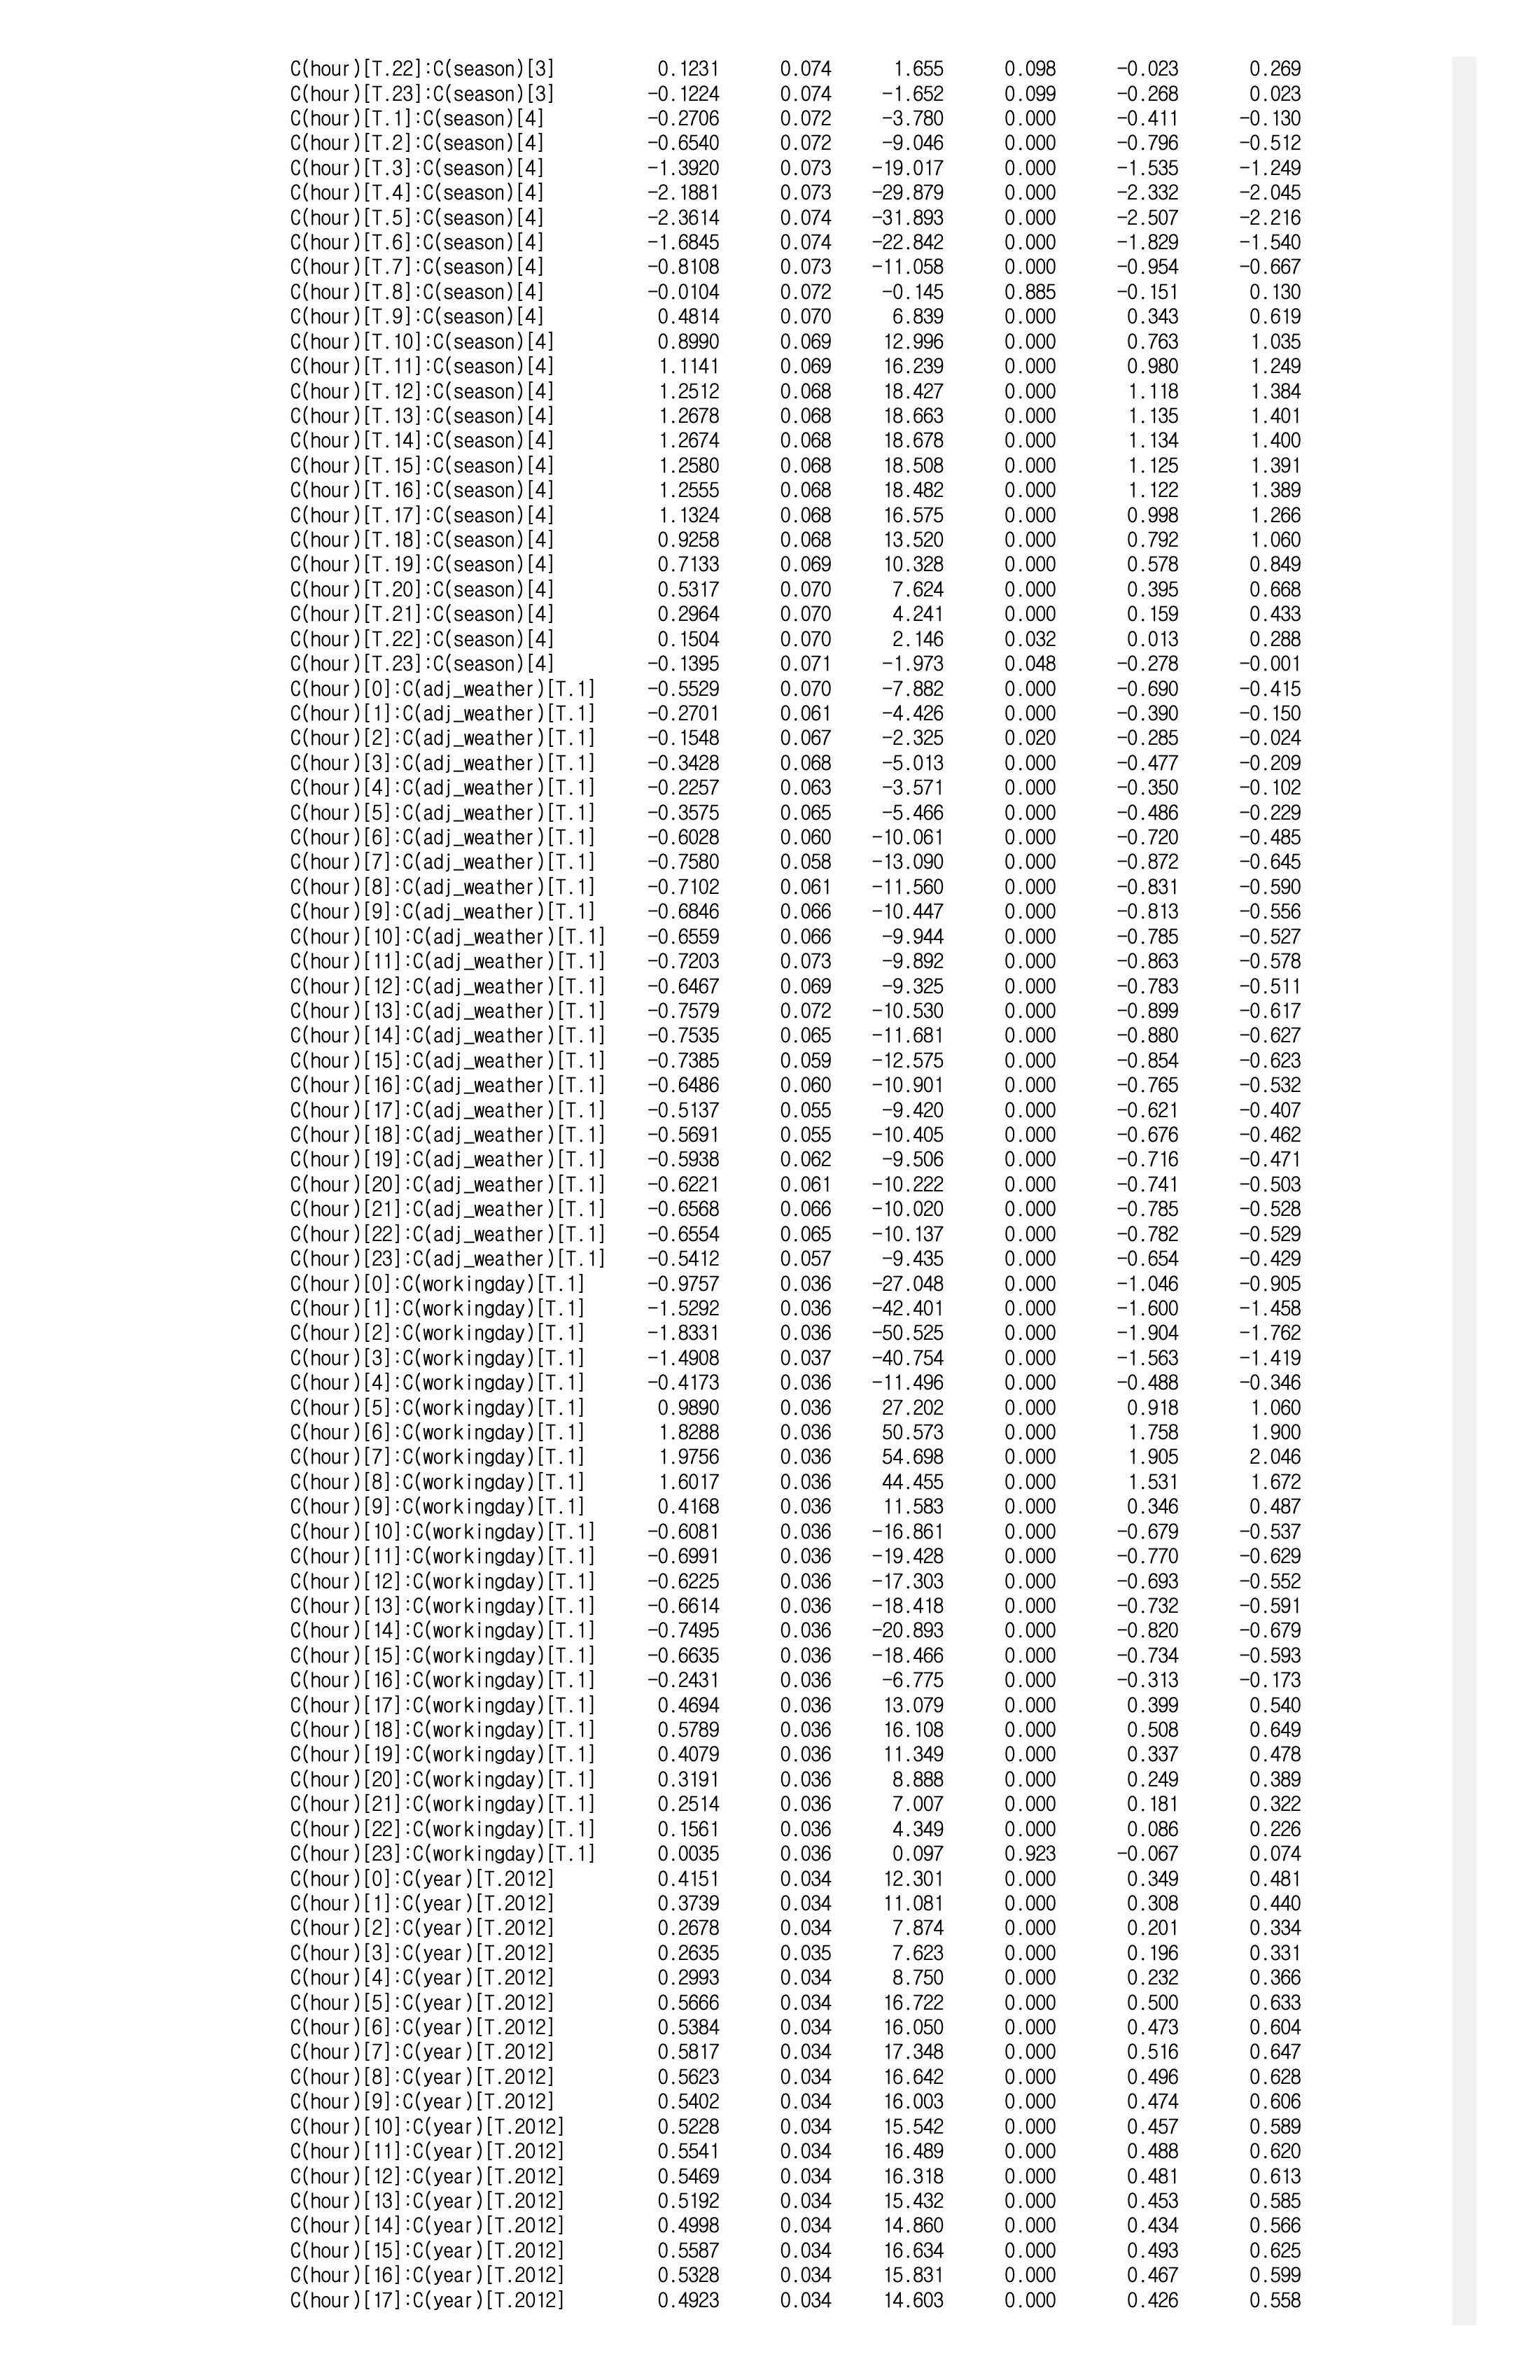 C(hour)[T.22]:C(season)[3] 0.1231 0.074 1.655 0.098 -0.023 0.269
C(hour)[T.23]:C(season)[3] -0.1224 0.074 -1.652 0.099 -0.268 0.023
C(hour)[T.1]:C(season)[4] -0.2706 0.072 -3.780 0.000 -0.411 -0.130
C(hour)[T.2]:C(season)[4] -0.6540 0.072 -9.046 0.000 -0.796 -0.512
C(hour)[T.3]:C(season)[4] -1.3920 0.073 -19.017 0.000 -1.535 -1.249
C(hour)[T.4]:C(season)[4] -2.1881 0.073 -29.879 0.000 -2.332 -2.045
C(hour)[T.5]:C(season)[4] -2.3614 0.074 -31.893 0.000 -2.507 -2.216
C(hour)[T.6]:C(season)[4] -1.6845 0.074 -22.842 0.000 -1.829 -1.540
C(hour)[T.7]:C(season)[4] -0.8108 0.073 -11.058 0.000 -0.954 -0.667
C(hour)[T.8]:C(season)[4] -0.0104 0.072 -0.145 0.885 -0.151 0.130
C(hour)[T.9]:C(season)[4] 0.4814 0.070 6.839 0.000 0.343 0.619
C(hour)[T.10]:C(season)[4] 0.8990 0.069 12.996 0.000 0.763 1.035
C(hour)[T.11]:C(season)[4] 1.1141 0.069 16.239 0.000 0.980 1.249
C(hour)[T.12]:C(season)[4] 1.2512 0.068 18.427 0.000 1.118 1.384
C(hour)[T.13]:C(season)[4] 1.2678 0.068 18.663 0.000 1.135 1.401
C(hour)[T.14]:C(season)[4] 1.2674 0.068 18.678 0.000 1.134 1.400
C(hour)[T.15]:C(season)[4] 1.2580 0.068 18.508 0.000 1.125 1.391
C(hour)[T.16]:C(season)[4] 1.2555 0.068 18.482 0.000 1.122 1.389
C(hour)[T.17]:C(season)[4] 1.1324 0.068 16.575 0.000 0.998 1.266
C(hour)[T.18]:C(season)[4] 0.9258 0.068 13.520 0.000 0.792 1.060
C(hour)[T.19]:C(season)[4] 0.7133 0.069 10.328 0.000 0.578 0.849
C(hour)[T.20]:C(season)[4] 0.5317 0.070 7.624 0.000 0.395 0.668
C(hour)[T.21]:C(season)[4] 0.2964 0.070 4.241 0.000 0.159 0.433
C(hour)[T.22]:C(season)[4] 0.1504 0.070 2.146 0.032 0.013 0.288
C(hour)[T.23]:C(season)[4] -0.1395 0.071 -1.973 0.048 -0.278 -0.001
C(hour)[0]:C(adj_weather)[T.1] -0.5529 0.070 -7.882 0.000 -0.690 -0.415
C(hour)[1]:C(adj_weather)[T.1] -0.2701 0.061 -4.426 0.000 -0.390 -0.150
C(hour)[2]:C(adj_weather)[T.1] -0.1548 0.067 -2.325 0.020 -0.285 -0.024
C(hour)[3]:C(adj_weather)[T.1] -0.3428 0.068 -5.013 0.000 -0.477 -0.209
C(hour)[4]:C(adj_weather)[T.1] -0.2257 0.063 -3.571 0.000 -0.350 -0.102
C(hour)[5]:C(adj_weather)[T.1] -0.3575 0.065 -5.466 0.000 -0.486 -0.229
C(hour)[6]:C(adj_weather)[T.1] -0.6028 0.060 -10.061 0.000 -0.720 -0.485
C(hour)[7]:C(adj_weather)[T.1] -0.7580 0.058 -13.090 0.000 -0.872 -0.645
C(hour)[8]:C(adj_weather)[T.1] -0.7102 0.061 -11.560 0.000 -0.831 -0.590
C(hour)[9]:C(adj_weather)[T.1] -0.6846 0.066 -10.447 0.000 -0.813 -0.556
C(hour)[10]:C(adj_weather)[T.1] -0.6559 0.066 -9.944 0.000 -0.785 -0.527
C(hour)[11]:C(adj_weather)[T.1] -0.7203 0.073 -9.892 0.000 -0.863 -0.578
C(hour)[12]:C(adj_weather)[T.1] -0.6467 0.069 -9.325 0.000 -0.783 -0.511
C(hour)[13]:C(adj_weather)[T.1] -0.7579 0.072 -10.530 0.000 -0.899 -0.617
C(hour)[14]:C(adj_weather)[T.1] -0.7535 0.065 -11.681 0.000 -0.880 -0.627
C(hour)[15]:C(adj_weather)[T.1] -0.7385 0.059 -12.575 0.000 -0.854 -0.623
C(hour)[16]:C(adj_weather)[T.1] -0.6486 0.060 -10.901 0.000 -0.765 -0.532
C(hour)[17]:C(adj_weather)[T.1] -0.5137 0.055 -9.420 0.000 -0.621 -0.407
C(hour)[18]:C(adj_weather)[T.1] -0.5691 0.055 -10.405 0.000 -0.676 -0.462
C(hour)[19]:C(adj_weather)[T.1] -0.5938 0.062 -9.506 0.000 -0.716 -0.471
C(hour)[20]:C(adj_weather)[T.1] -0.6221 0.061 -10.222 0.000 -0.741 -0.503
C(hour)[21]:C(adj_weather)[T.1] -0.6568 0.066 -10.020 0.000 -0.785 -0.528
C(hour)[22]:C(adj_weather)[T.1] -0.6554 0.065 -10.137 0.000 -0.782 -0.529
C(hour)[23]:C(adj_weather)[T.1] -0.5412 0.057 -9.435 0.000 -0.654 -0.429
C(hour)[0]:C(workingday)[T.1] -0.9757 0.036 -27.048 0.000 -1.046 -0.905
C(hour)[1]:C(workingday)[T.1] -1.5292 0.036 -42.401 0.000 -1.600 -1.458
C(hour)[2]:C(workingday)[T.1] -1.8331 0.036 -50.525 0.000 -1.904 -1.762
C(hour)[3]:C(workingday)[T.1] -1.4908 0.037 -40.754 0.000 -1.563 -1.419
C(hour)[4]:C(workingday)[T.1] -0.4173 0.036 -11.496 0.000 -0.488 -0.346
C(hour)[5]:C(workingday)[T.1] 0.9890 0.036 27.202 0.000 0.918 1.060
C(hour)[6]:C(workingday)[T.1] 1.8288 0.036 50.573 0.000 1.758 1.900
C(hour)[7]:C(workingday)[T.1] 1.9756 0.036 54.698 0.000 1.905 2.046
C(hour)[8]:C(workingday)[T.1] 1.6017 0.036 44.455 0.000 1.531 1.672
C(hour)[9]:C(workingday)[T.1] 0.4168 0.036 11.583 0.000 0.346 0.487
C(hour)[10]:C(workingday)[T.1] -0.6081 0.036 -16.861 0.000 -0.679 -0.537
C(hour)[11]:C(workingday)[T.1] -0.6991 0.036 -19.428 0.000 -0.770 -0.629
C(hour)[12]:C(workingday)[T.1] -0.6225 0.036 -17.303 0.000 -0.693 -0.552
C(hour)[13]:C(workingday)[T.1] -0.6614 0.036 -18.418 0.000 -0.732 -0.591
C(hour)[14]:C(workingday)[T.1] -0.7495 0.036 -20.893 0.000 -0.820 -0.679
C(hour)[15]:C(workingday)[T.1] -0.6635 0.036 -18.466 0.000 -0.734 -0.593
C(hour)[16]:C(workingday)[T.1] -0.2431 0.036 -6.775 0.000 -0.313 -0.173
C(hour)[17]:C(workingday)[T.1] 0.4694 0.036 13.079 0.000 0.399 0.540
C(hour)[18]:C(workingday)[T.1] 0.5789 0.036 16.108 0.000 0.508 0.649
C(hour)[19]:C(workingday)[T.1] 0.4079 0.036 11.349 0.000 0.337 0.478
C(hour)[20]:C(workingday)[T.1] 0.3191 0.036 8.888 0.000 0.249 0.389
C(hour)[21]:C(workingday)[T.1] 0.2514 0.036 7.007 0.000 0.181 0.322
C(hour)[22]:C(workingday)[T.1] 0.1561 0.036 4.349 0.000 0.086 0.226
C(hour)[23]:C(workingday)[T.1] 0.0035 0.036 0.097 0.923 -0.067 0.074
C(hour)[0]:C(year)[T.2012] 0.4151 0.034 12.301 0.000 0.349 0.481
C(hour)[1]:C(year)[T.2012] 0.3739 0.034 11.081 0.000 0.308 0.440
C(hour)[2]:C(year)[T.2012] 0.2678 0.034 7.874 0.000 0.201 0.334
C(hour)[3]:C(year)[T.2012] 0.2635 0.035 7.623 0.000 0.196 0.331
C(hour)[4]:C(year)[T.2012] 0.2993 0.034 8.750 0.000 0.232 0.366
C(hour)[5]:C(year)[T.2012] 0.5666 0.034 16.722 0.000 0.500 0.633
C(hour)[6]:C(year)[T.2012] 0.5384 0.034 16.050 0.000 0.473 0.604
C(hour)[7]:C(year)[T.2012] 0.5817 0.034 17.348 0.000 0.516 0.647
C(hour)[8]:C(year)[T.2012] 0.5623 0.034 16.642 0.000 0.496 0.628
C(hour)[9]:C(year)[T.2012] 0.5402 0.034 16.003 0.000 0.474 0.606
C(hour)[10]:C(year)[T.2012] 0.5228 0.034 15.542 0.000 0.457 0.589
C(hour)[11]:C(year)[T.2012] 0.5541 0.034 16.489 0.000 0.488 0.620
C(hour)[12]:C(year)[T.2012] 0.5469 0.034 16.318 0.000 0.481 0.613
C(hour)[13]:C(year)[T.2012] 0.5192 0.034 15.432 0.000 0.453 0.585
C(hour)[14]:C(year)[T.2012] 0.4998 0.034 14.860 0.000 0.434 0.566
C(hour)[15]:C(year)[T.2012] 0.5587 0.034 16.634 0.000 0.493 0.625
C(hour)[16]:C(year)[T.2012] 0.5328 0.034 15.831 0.000 0.467 0.599
C(hour)[17]:C(year)[T.2012] 0.4923 0.034 14.603 0.000 0.426 0.558